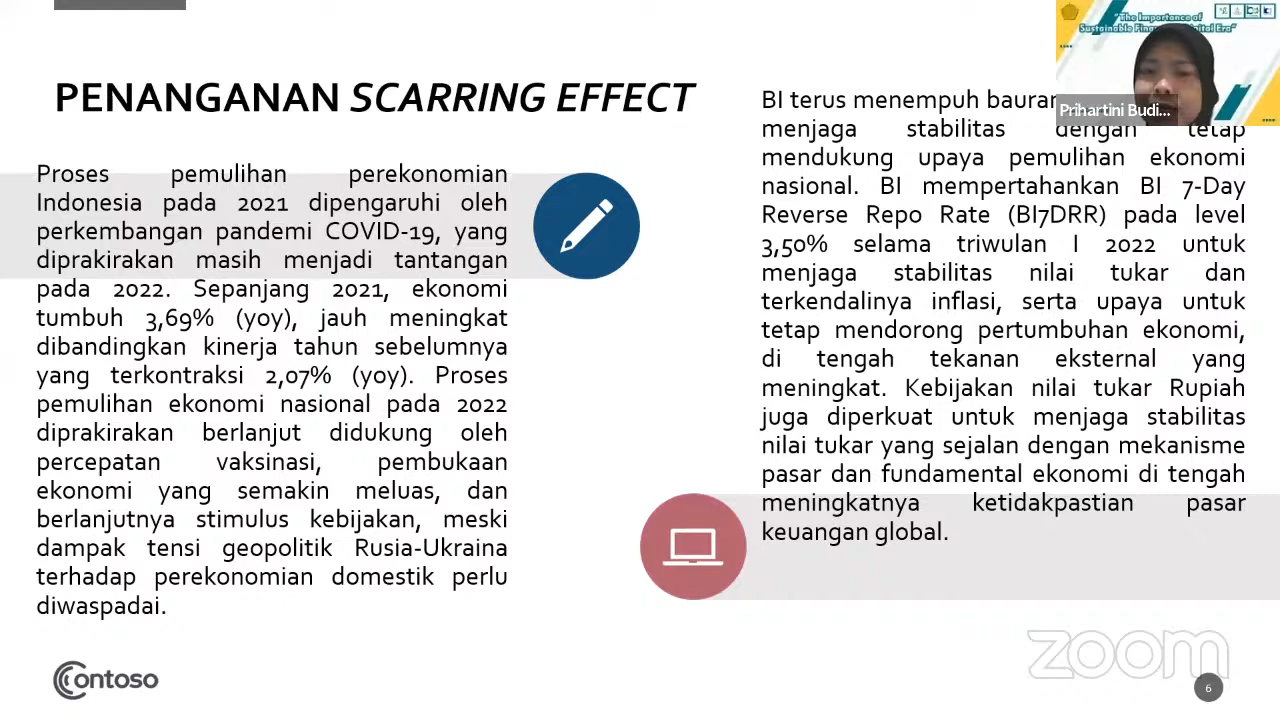 PENANGANAN SCARRING EFFECT
Proses pemulihan perekonomian
Indonesia pada 2021 dipengaruhi oleh
perkembangan pandemi COVID-19, yang
diprakirakan masih menjadi tantangan
pada 2022. Sepanjang 2021, ekonomi
tumbuh 3,69% (yoy), jauh meningkat
dibandingkan kinerja tahun sebelumnya
yang terkontraksi 2,07% (yoy). Proses
pemulihan ekonomi nasional pada 2022
diprakirakan berlanjut didukung oleh
percepatan vaksinasi, pembukaan
ekonomi yang semakin meluas, dan
berlanjutnya stimulus kebijakan, meski
dampak tensi geopolitik Rusia-Ukraina
terhadap perekonomian domestik perlu
diwaspadai.
BI terus menempuh
menjaga stabilitas dengan tetap
mendukung upaya pemulihan ekonomi
nasional. BI mempertahankan BI 7-Day
Reverse Repo Rate (BI7DRR) pada level
3,50% selama triwulan I 2022 untuk
menjaga stabilitas nilai tukar dan
terkendalinya inflasi, serta upaya untuk
tetap mendorong pertumbuhan ekonomi,
di tengah tekanan eksternal yang
meningkat. Kebijakan nilai tukar Rupiah
juga diperkuat untuk menjaga stabilitas
nilai tukar yang sejalan dengan mekanisme
pasar dan fundamental ekonomi di tengah
meningkatnya ketidakpastian pasar
keuangan global.
"The Importance of
Sustainable
Prihartini Budi...
Contoso
zoom
6